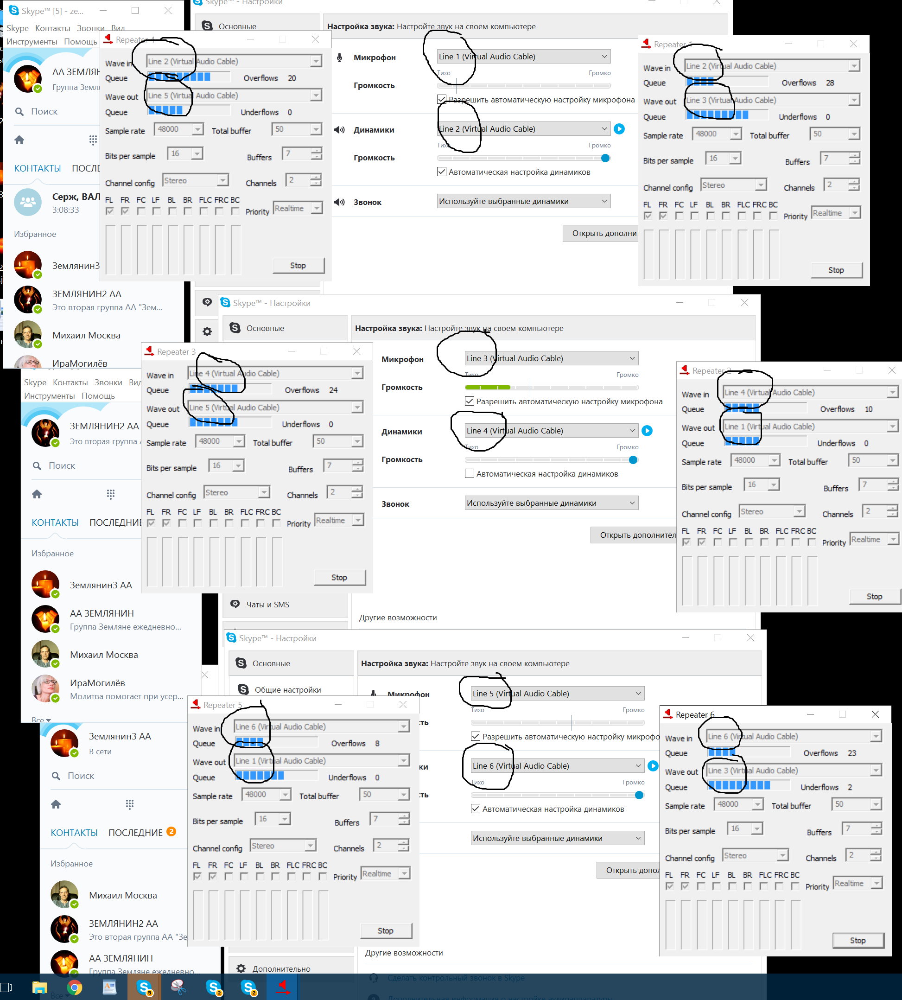 Skype™ [5] - ze...
Skype Контакты Звонки Вид
Инструменты Помощь
АА ЗЕМЛЯН
Группа Земля
Поиск
КОНТАКТЫ ПОСЛЕ
Серж, ВАЛ
3:08:33
Избранное
Землянин3
ЗЕМЛЯНИН2 АА
Это вторая группа АА "Зем...
Михаил Москва
ИраМогилёв
Repeater 4
Wave in Line 2 (Virtual Audio Cable)
Queue Overflows 20
Wave out Line 5 (Virtual Audio Cable)
Queue Underflows 0
Sample rate 48000 Total buffer 50
Bits per sample 16 Buffers 7
Channel config Stereo Channels 2
FL FR FC LF BL BR FLC FRC BC
Priority Realtime
Stop
Skype™ - Настройки
Основные
Настройка звука: Настройте звук на своем компьютере
Микрофон Line 1 (Virtual Audio Cable)
Тихо Громко
Громкость
Разрешить автоматическую настройку микрофона
Динамики Line 2 (Virtual Audio Cable)
Тихо Громко
Громкость
Автоматическая настройка динамиков
Звонок Используйте выбранные динамики
Открыть дополнит
Repeater 1
Wave in Line 2 (Virtual Audio Cable)
Queue Overflows 28
Wave out Line 3 (Virtual Audio Cable)
Queue Underflows 0
Sample rate 48000 Total buffer 50
Bits per sample 16 Buffers 7
Channel config Stereo Channels 2
FL FR FC LF BL BR FLC FRC BC
Priority Realtime
Stop
Skype Контакты Звонки Вид
Инструменты Помощь
ЗЕМЛЯНИН2 АА
Это вторая группа
Поиск
КОНТАКТЫ ПОСЛЕДНИЕ
Избранное
Землянин3 АА
АА ЗЕМЛЯНИН
Группа Земляне ежедневно...
Михаил Москва
ИраМогилёв
Молитва помогает при усер...
Все
Repeater 3
Wave in Line 4 (Virtual Audio Cable)
Queue Overflows 24
Wave out Line 5 (Virtual Audio Cable)
Queue Underflows 0
Sample rate 48000 Total buffer 50
Bits per sample 16 Buffers 7
Channel config Stereo Channels 2
FL FR FC LF BL BR FLC FRC BC
Priority Realtime
Stop
Skype™ - Настройки
Основные
Настройка звука: Настройте звук на своем компьютере
Микрофон Line 3 (Virtual Audio Cable)
Тихо Громко
Громкость
Разрешить автоматическую настройку микрофона
Динамики Line 4 (Virtual Audio Cable)
Тихо Громко
Громкость
Автоматическая настройка динамиков
Звонок Используйте выбранные динамики
Открыть дополнител
Чаты и SMS
Другие возможности
Repeater 2
Wave in Line 4 (Virtual Audio Cable)
Queue Overflows 10
Wave out Line 1 (Virtual Audio Cable)
Queue Underflows 0
Sample rate 48000 Total buffer 50
Bits per sample 16 Buffers 7
Channel config Stereo Channels 2
FL FR FC LF BL BR FLC FRC BC
Priority Realtime
Stop
Землянин3 АА
В сети
Поиск
КОНТАКТЫ ПОСЛЕДНИЕ 2
Избранное
Михаил Москва
ЗЕМЛЯНИН2 АА
Это вторая группа АА "Зе
АА ЗЕМЛЯНИН
Группа Земляне ежедневно...
Все
Repeater 5
Wave in Line 6 (Virtual Audio Cable)
Queue Overflows 8
Wave out Line 1 (Virtual Audio Cable)
Queue Underflows 0
Sample rate 48000 Total buffer 50
Bits per sample 16 Buffers 7
Channel config Stereo Channels 2
FL FR FC LF BL BR FLC FRC BC
Priority Realtime
Stop
Skype™ - Настройки
Основные
Общие настройки
Настройка звука: Настройте звук на своем компьютере
Микрофон Line 5 (Virtual Audio Cable)
Тихо Громко
сть
Разрешить автоматическую настройку микрофо
ки Line 6 (Virtual Audio Cable)
Тихо Громко
сть
Автоматическая настройка динамиков
Используйте выбранные динамики
Открыть допол
Другие возможности
Дополнительно
Сделать контрольный звонок в Skype
Дополнительная информация о настройке аудиоаппаратуры
Repeater 6
Wave in Line 6 (Virtual Audio Cable)
Queue Overflows 23
Wave out Line 3 (Virtual Audio Cable)
Queue Underflows 2
Sample rate 48000 Total buffer 50
Bits per sample 16 Buffers 7
Channel config Stereo Channels 2
FL FR FC LF BL BR FLC FRC BC
Priority Realtime
Stop
5 2 2